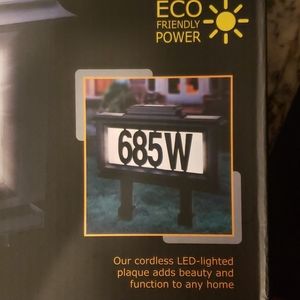 ECO
FRIENDLY
POWER
685W
Our cordless LED-lighted
plaque adds beauty and
function to any home